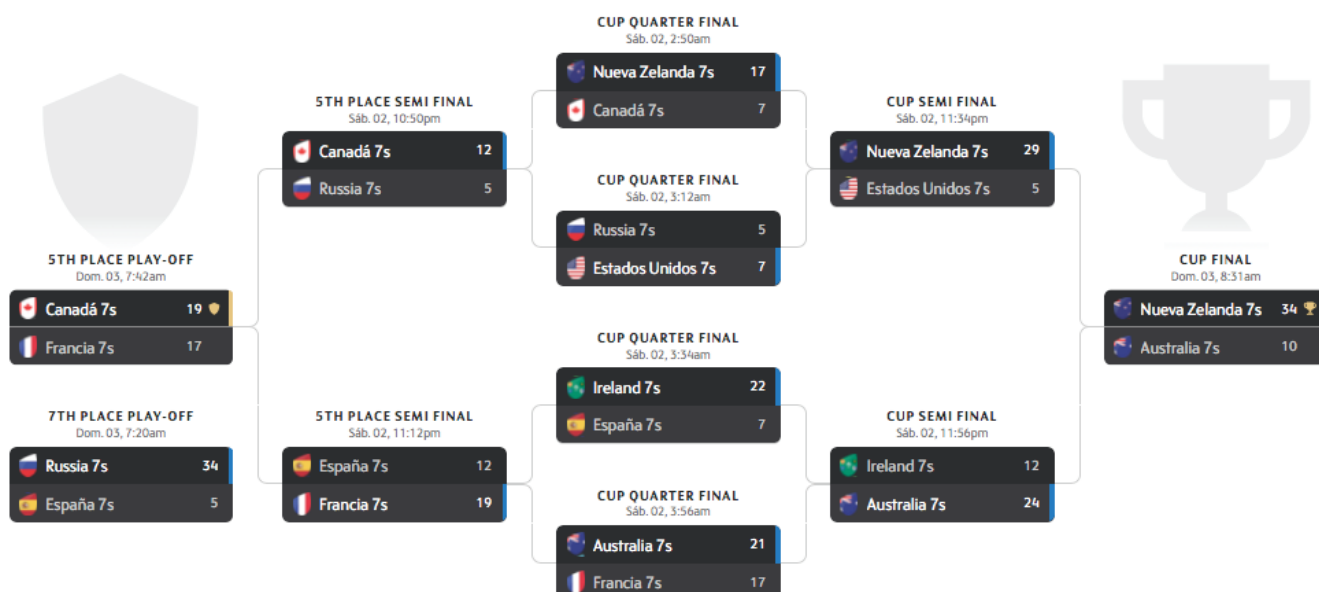 CUP QUARTER FINAL
Sáb. 02, 2:50am
Nueva Zelanda 7s 17
Canadá 7s 7
5TH PLACE SEMI FINAL
Sáb. 02, 10:50pm
Canadá 7s 12
Russia 7s 5
CUP SEMI FINAL
Sáb. 02, 11:34pm
Nueva Zelanda 7s 29
Estados Unidos 7s 5
CUP QUARTER FINAL
Sáb. 02, 3:12am
Russia 7s 5
Estados Unidos 7s 7
5TH PLACE PLAY-OFF
Dom. 03, 7:42am
Canadá 7s 19
Francia 7s 17
CUP FINAL
Dom. 03, 8:31am
Nueva Zelanda 7s 34
Australia 7s 10
CUP QUARTER FINAL
Sáb. 02, 3:34am
Ireland 7s 22
España 7s 7
7TH PLACE PLAY-OFF
Dom. 03, 7:20am
Russia 7s 34
España 7s 5
5TH PLACE SEMI FINAL
Sáb. 02, 11:12pm
España 7s 12
Francia 7s 19
CUP SEMI FINAL
Sáb. 02, 11:56pm
Ireland 7s 12
Australia 7s 24
CUP QUARTER FINAL
Sáb. 02, 3:56am
Australia 7s 21
Francia 7s 17